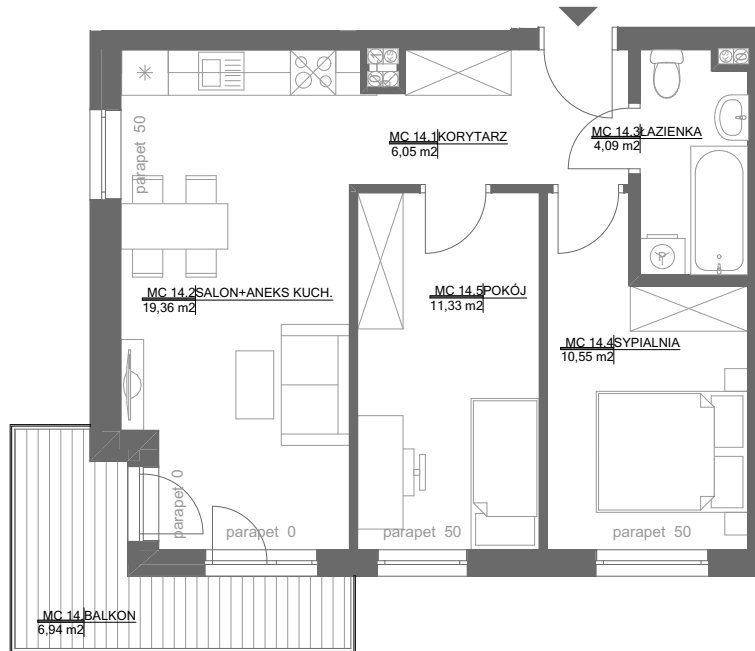 parapet 50
MC 14.1 KORYTARZ
6,05 m2
MC 14.3 ŁAZIENKA
4,09 m2
MC 14.2 SALON+ANEKS KUCH.
19,36 m2
MC 14.5 POKÓJ
11,33 m2
MC 14.4 SYPIALNIA
10,55 m2
parapet 0
parapet 0
parapet 50
parapet 50
MC 14. BALKON
6,94 m2